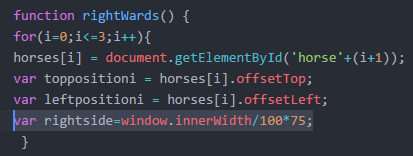 function rightWards() {
for(i=0;i<=3;i++){
horses[i] = document.getElementById('horse'+(i+1));
var toppositioni = horses[i].offsetTop;
var leftpositioni = horses[i].offsetLeft;
var rightside=window.innerWidth/100*75;
}